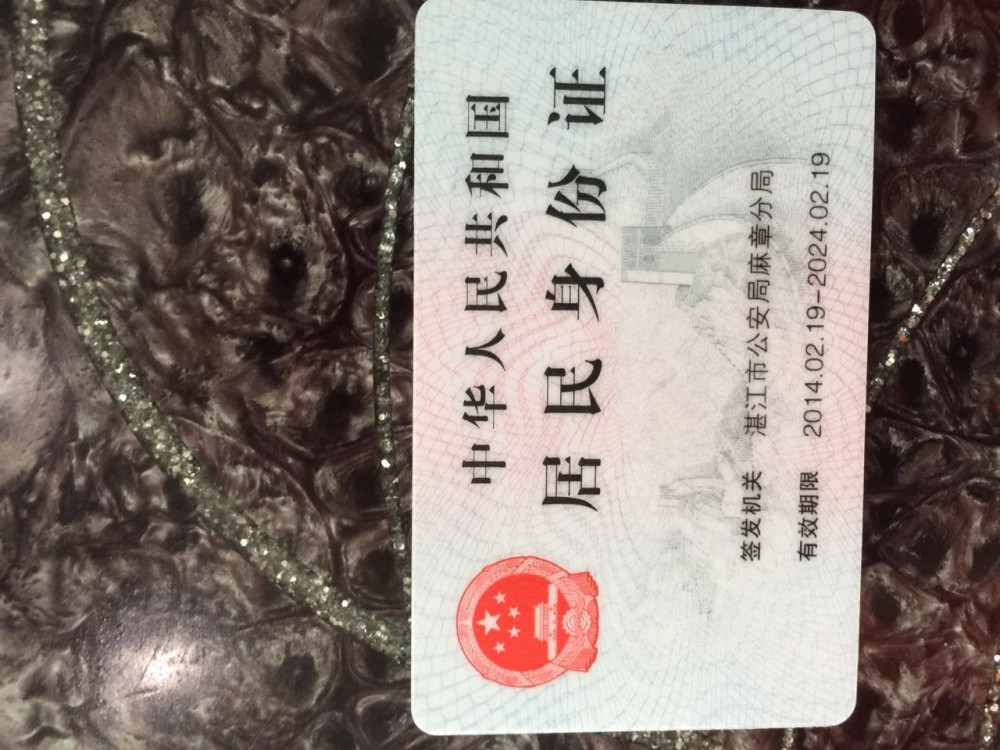 中华人民共和国
居民身份证
签发机关 湛江市公安局麻章分局
有效期限 2014.02.19-2024.02.19